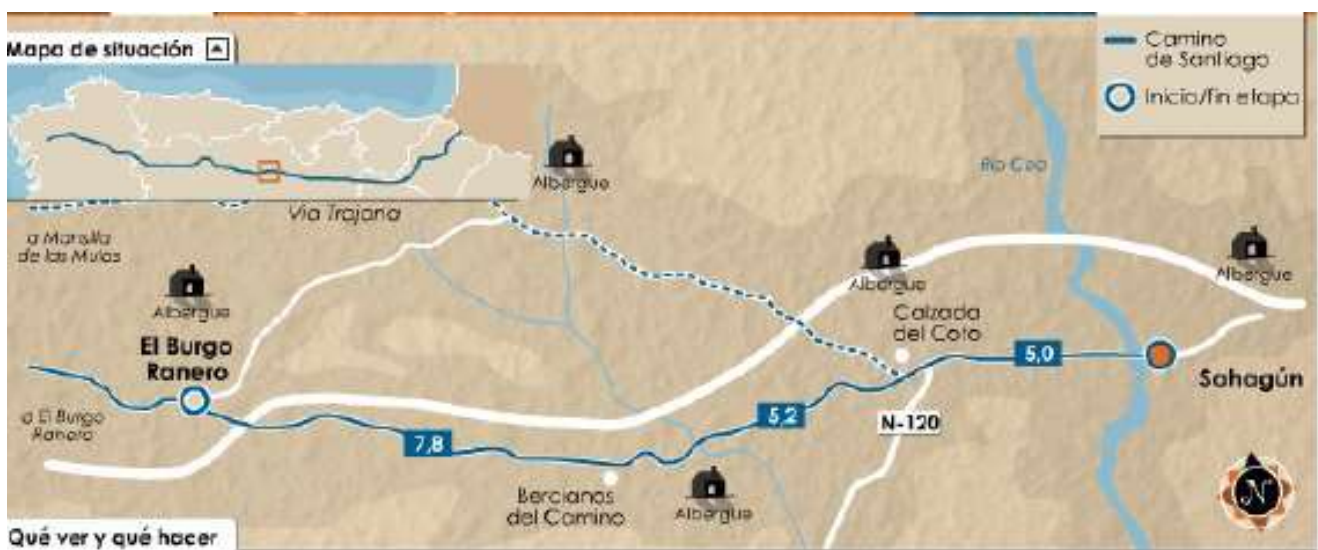 Mapa de situación
Camino
de Santiago
Inicio/fin etapa
Albergue
Río Cea
Via Trajana
a Mansilla
de las Mulas
Albergue
Albergue
Albergue
El Burgo
Ranero
Calzada
del Coto
5,0
Sahagún
a El Burgo
Ranero
7,8
5,2
N-120
Bercianos
del Camino
Albergue
N
Qué ver y qué hacer